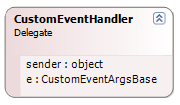 CustomEventHandler
Delegate
sender : object
e : CustomEventArgsBase